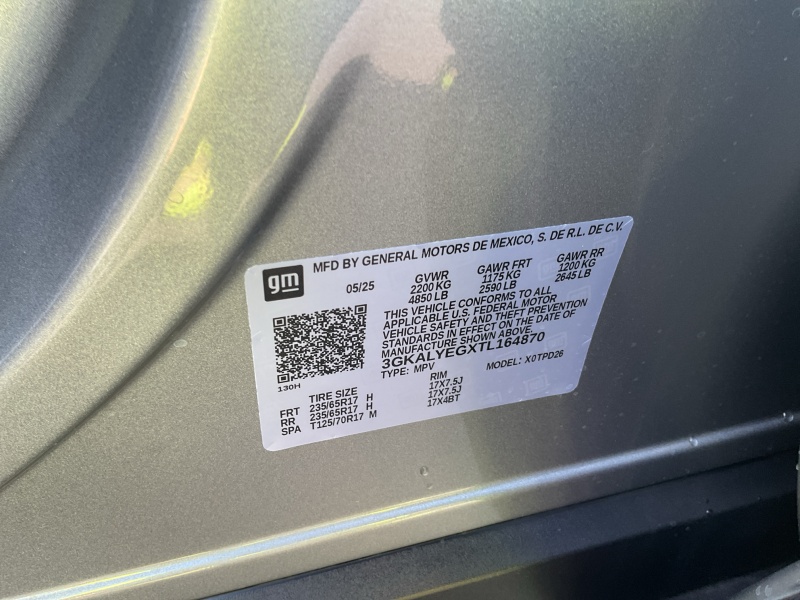 gm
MFD BY GENERAL MOTORS DE MEXICO, S. DE R.L. DE C.V.
05/25 GVWR GAWR FRT GAWR RR
2200 KG 1175 KG 1200 KG
4850 LB 2590 LB 2645 LB
THIS VEHICLE CONFORMS TO ALL
APPLICABLE U.S. FEDERAL MOTOR
VEHICLE SAFETY AND THEFT PREVENTION
STANDARDS IN EFFECT ON THE DATE OF
MANUFACTURE SHOWN ABOVE.
3GKALYEGXTL164870
TYPE: MPV MODEL: X0TPD26
130H
TIRE SIZE RIM
FRT 235/65R17 H 17X7.5J
RR 235/65R17 H 17X7.5J
SPA T125/70R17 M 17X4BT